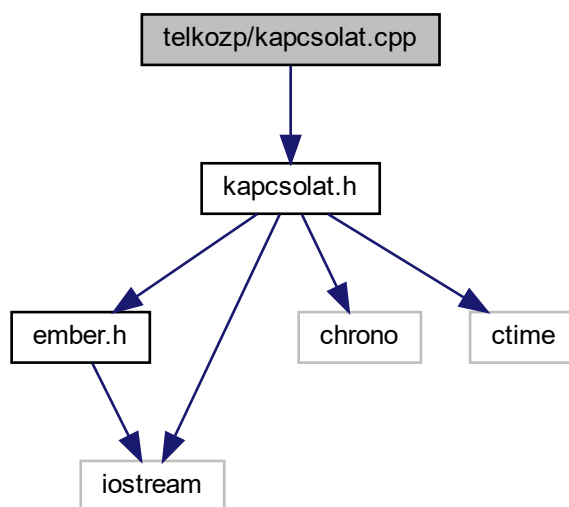 telkozp/kapcsolat.cpp
kapcsolat.h
ember.h
chrono
ctime
iostream